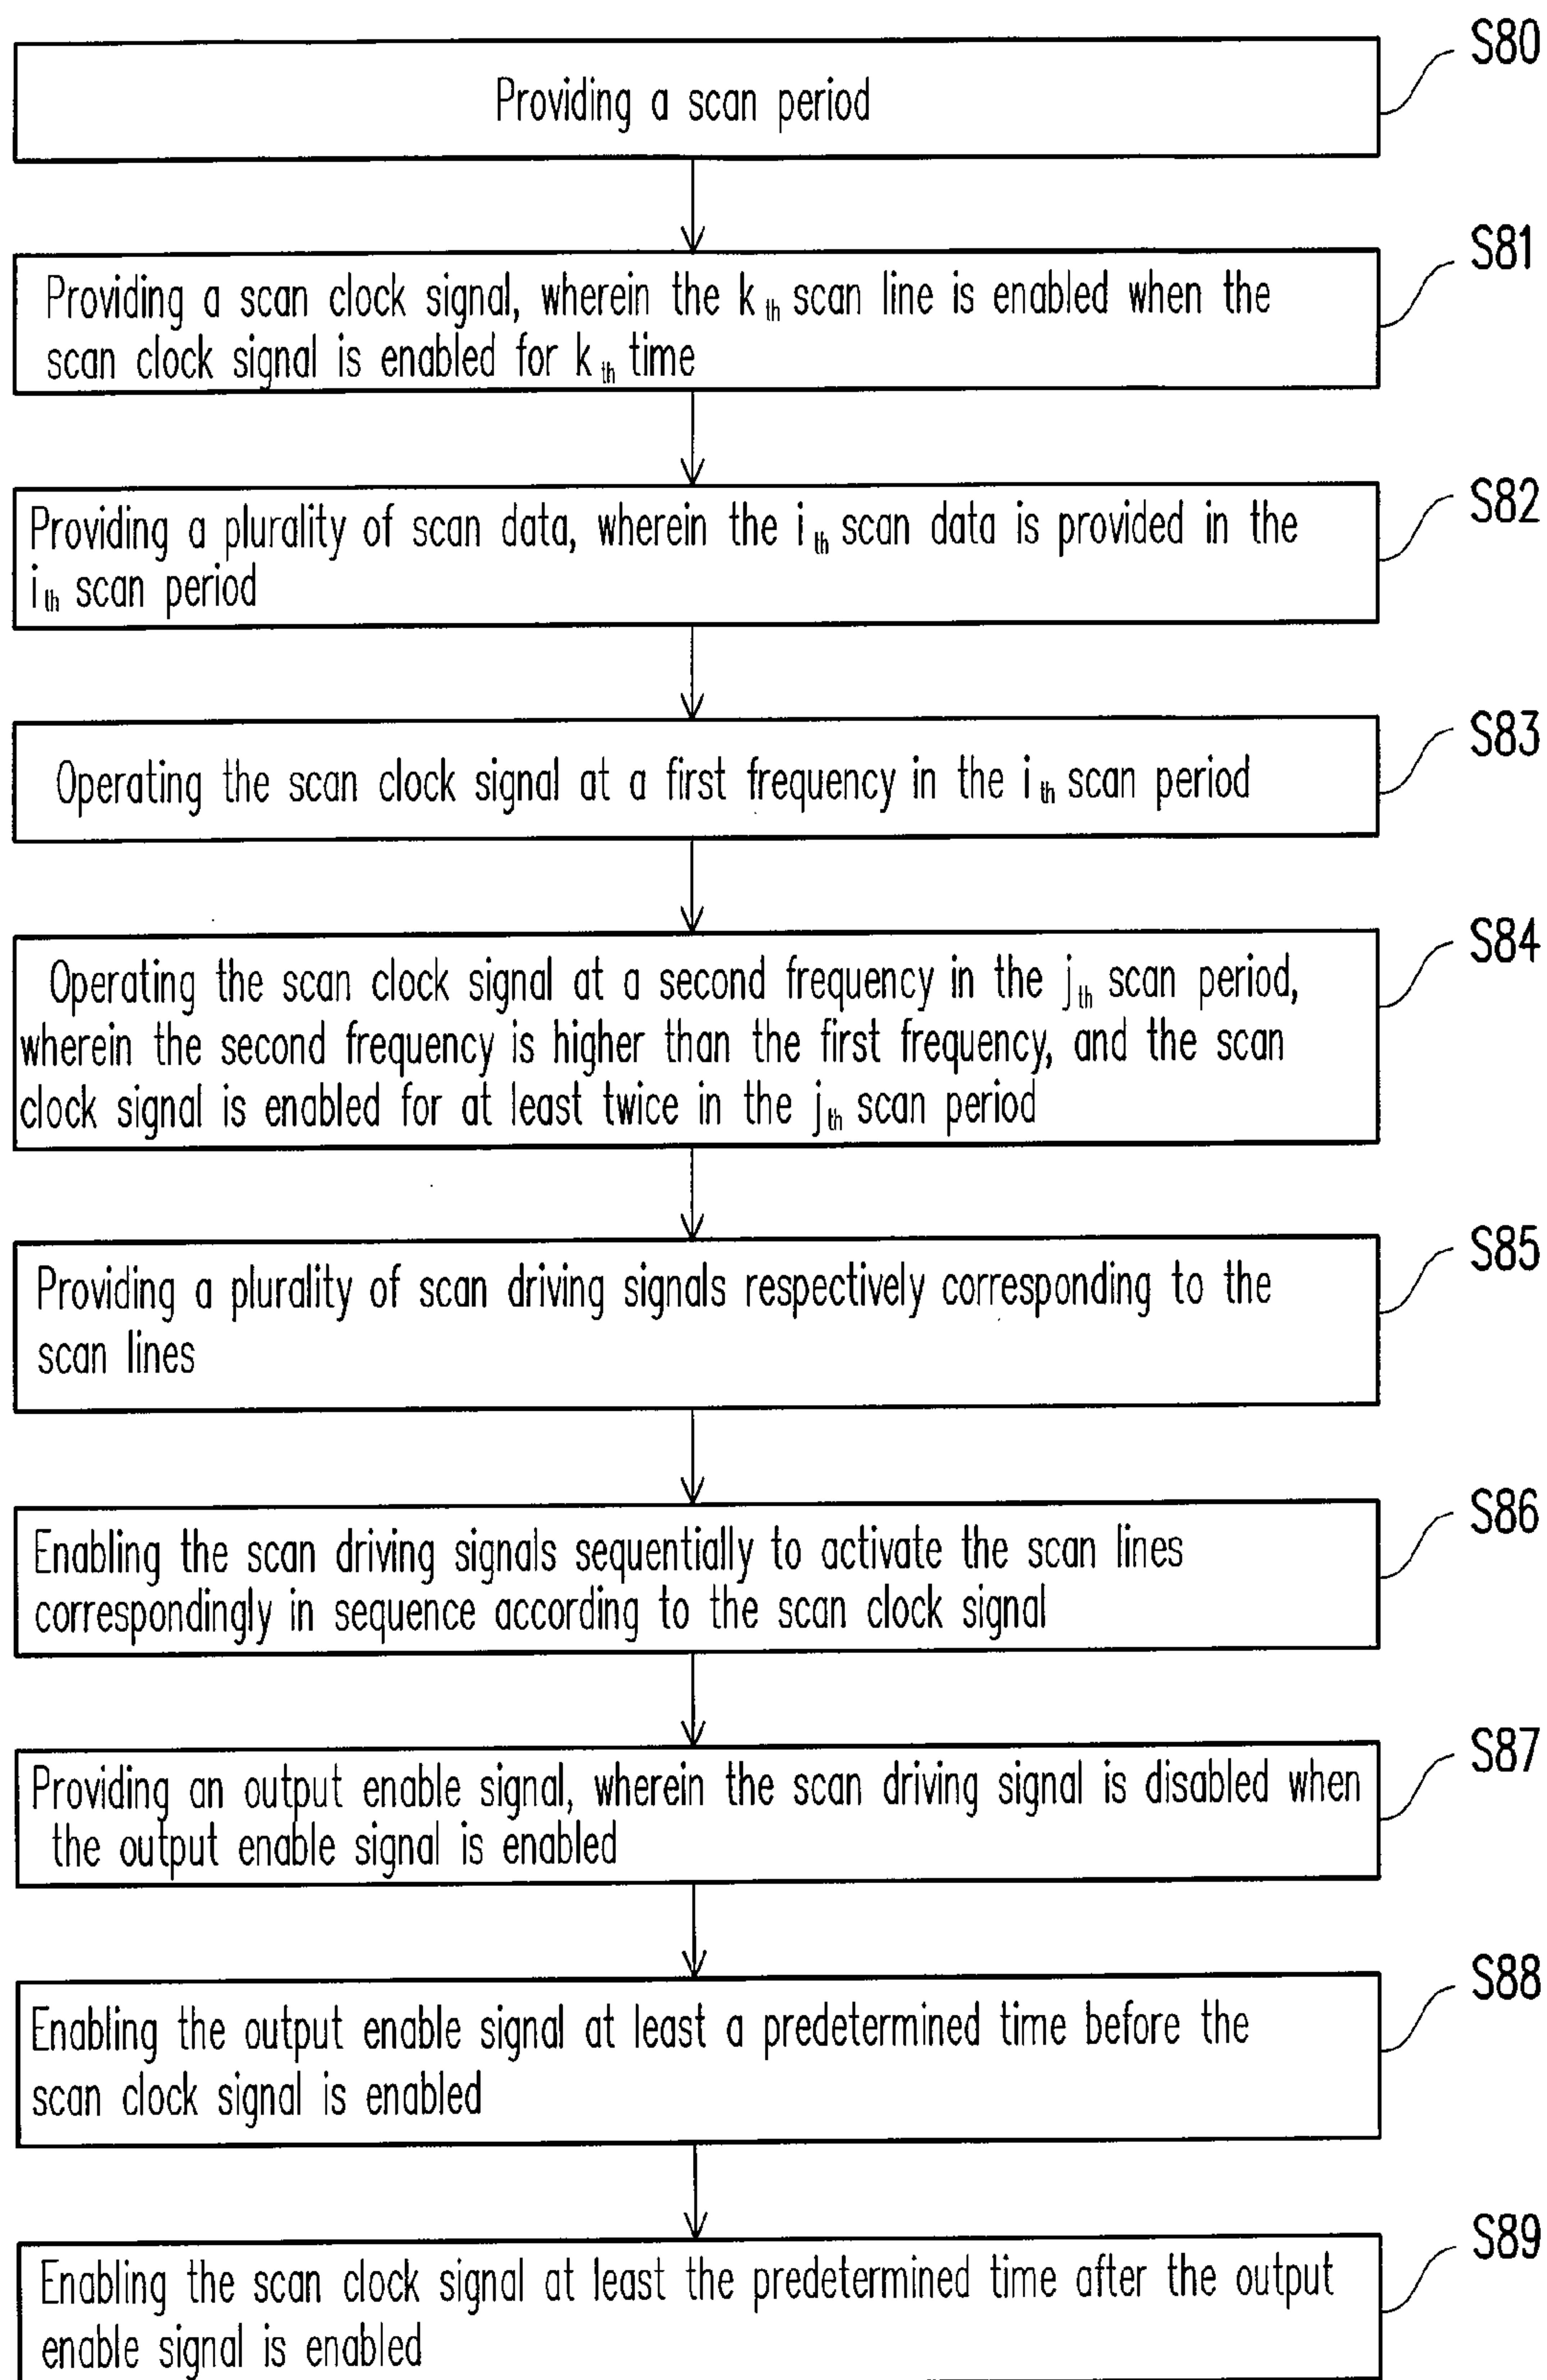 S80
Providing a scan period
S81
Providing a scan clock signal, wherein the k th scan line is enabled when the
scan clock signal is enabled for k th time
S82
Providing a plurality of scan data, wherein the i th scan data is provided in the
i th scan period
S83
Operating the scan clock signal at a first frequency in the i th scan period
S84
Operating the scan clock signal at a second frequency in the j th scan period,
wherein the second frequency is higher than the first frequency, and the scan
clock signal is enabled for at least twice in the j th scan period
S85
Providing a plurality of scan driving signals respectively corresponding to the
scan lines
S86
Enabling the scan driving signals sequentially to activate the scan lines
correspondingly in sequence according to the scan clock signal
S87
Providing an output enable signal, wherein the scan driving signal is disabled when
the output enable signal is enabled
S88
Enabling the output enable signal at least a predetermined time before the
scan clock signal is enabled
S89
Enabling the scan clock signal at least the predetermined time after the output
enable signal is enabled